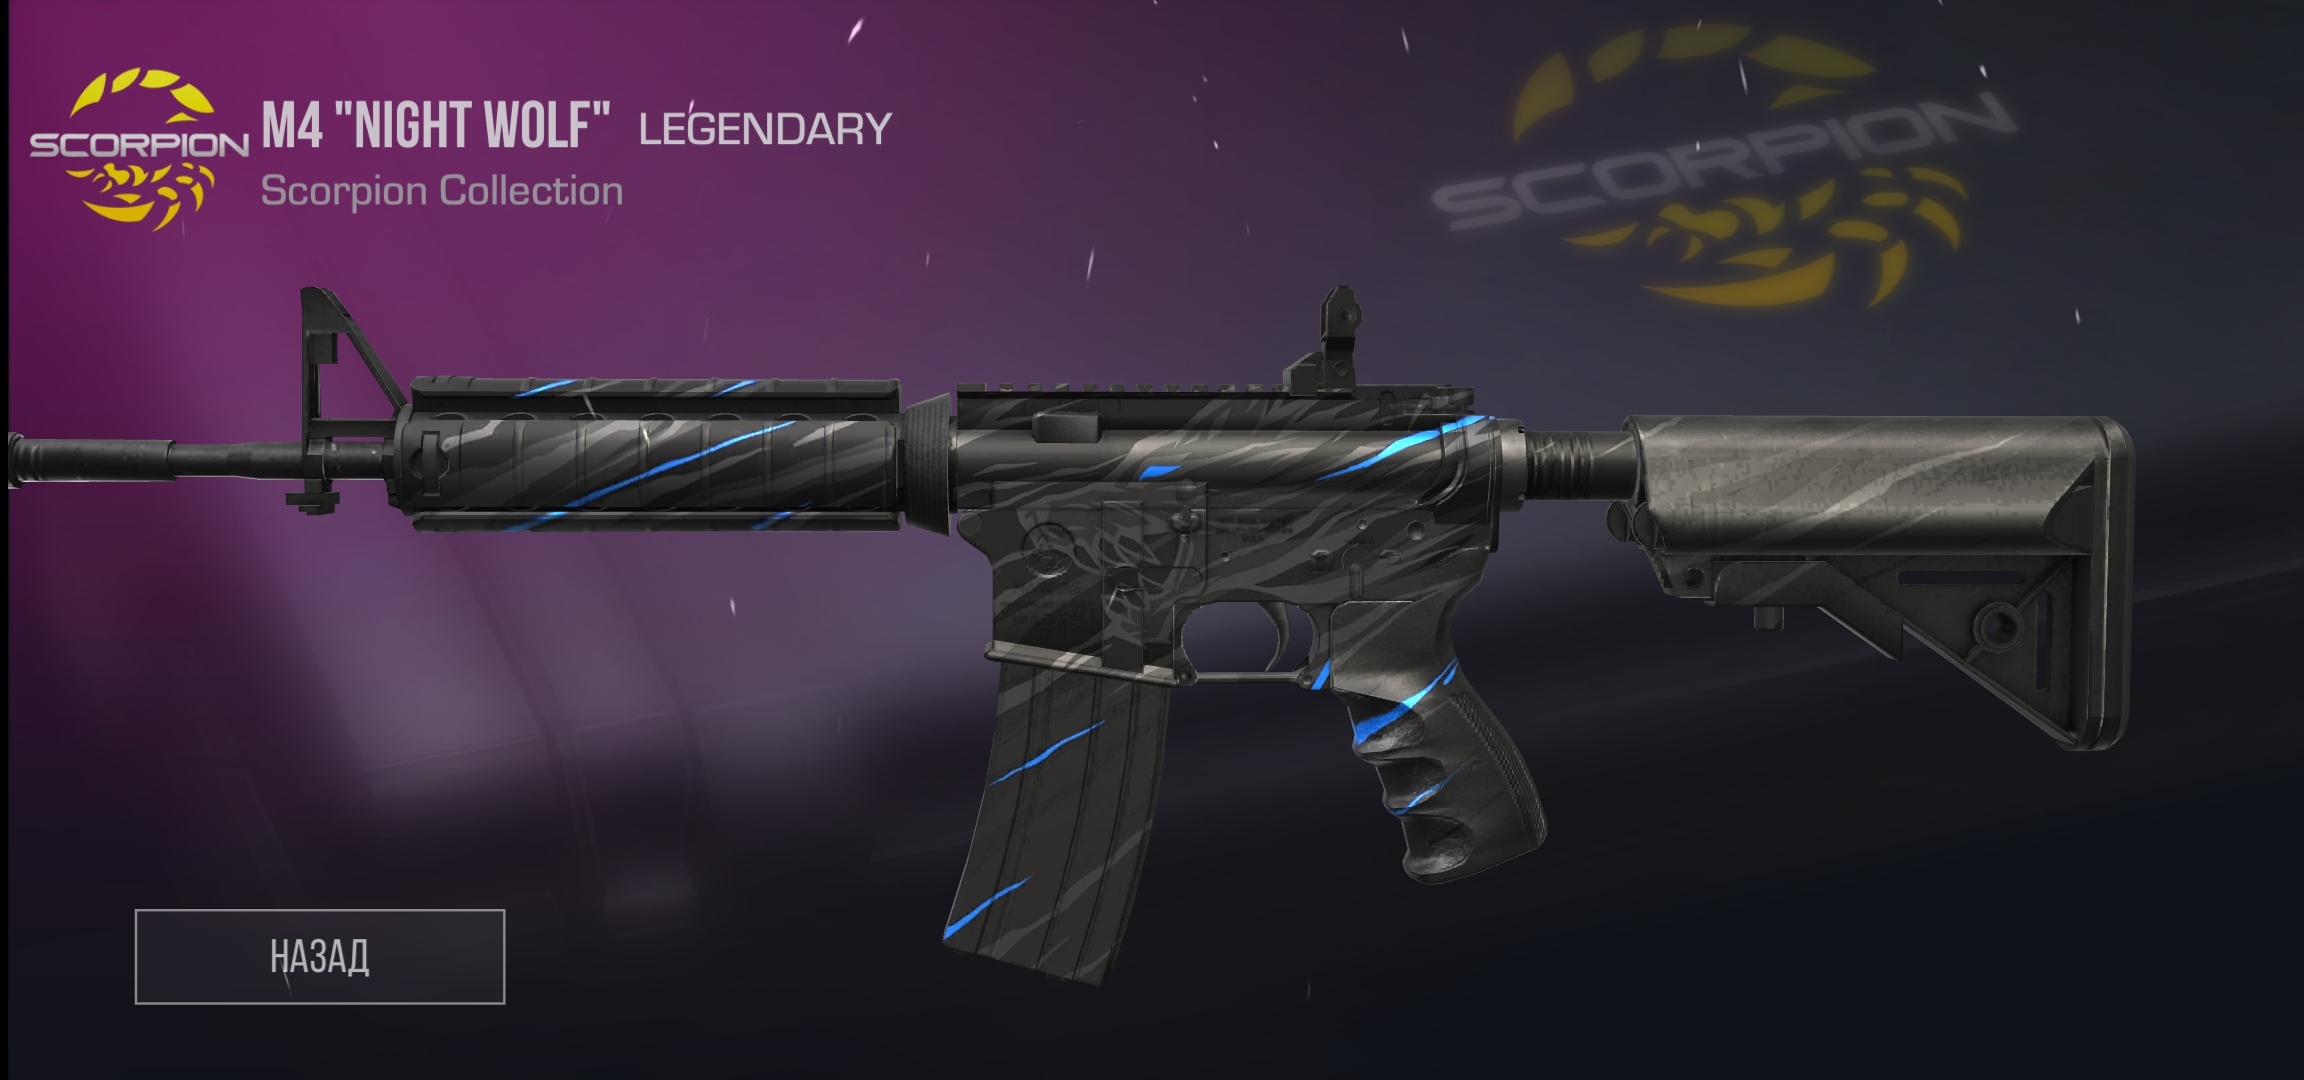 SCORPION
M4 "NIGHT WOLF" LEGENDARY
Scorpion Collection
SCORPION
НАЗАД